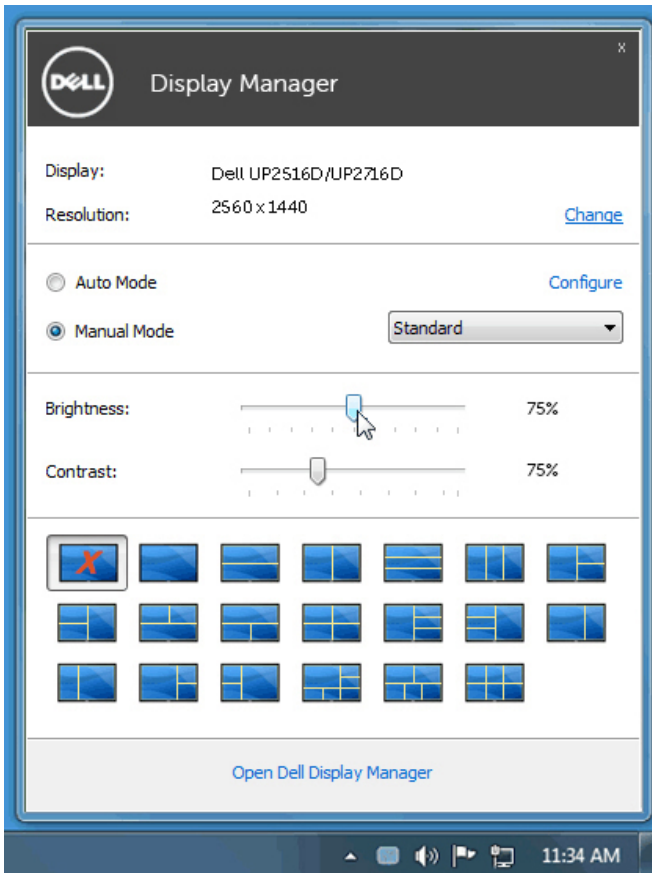 DELL
Display Manager
x
Display: Dell UP2516D/UP2716D
Resolution: 2560 x 1440 Change
Auto Mode Configure
Manual Mode Standard
Brightness: 75%
Contrast: 75%
X
Open Dell Display Manager
11:34 AM